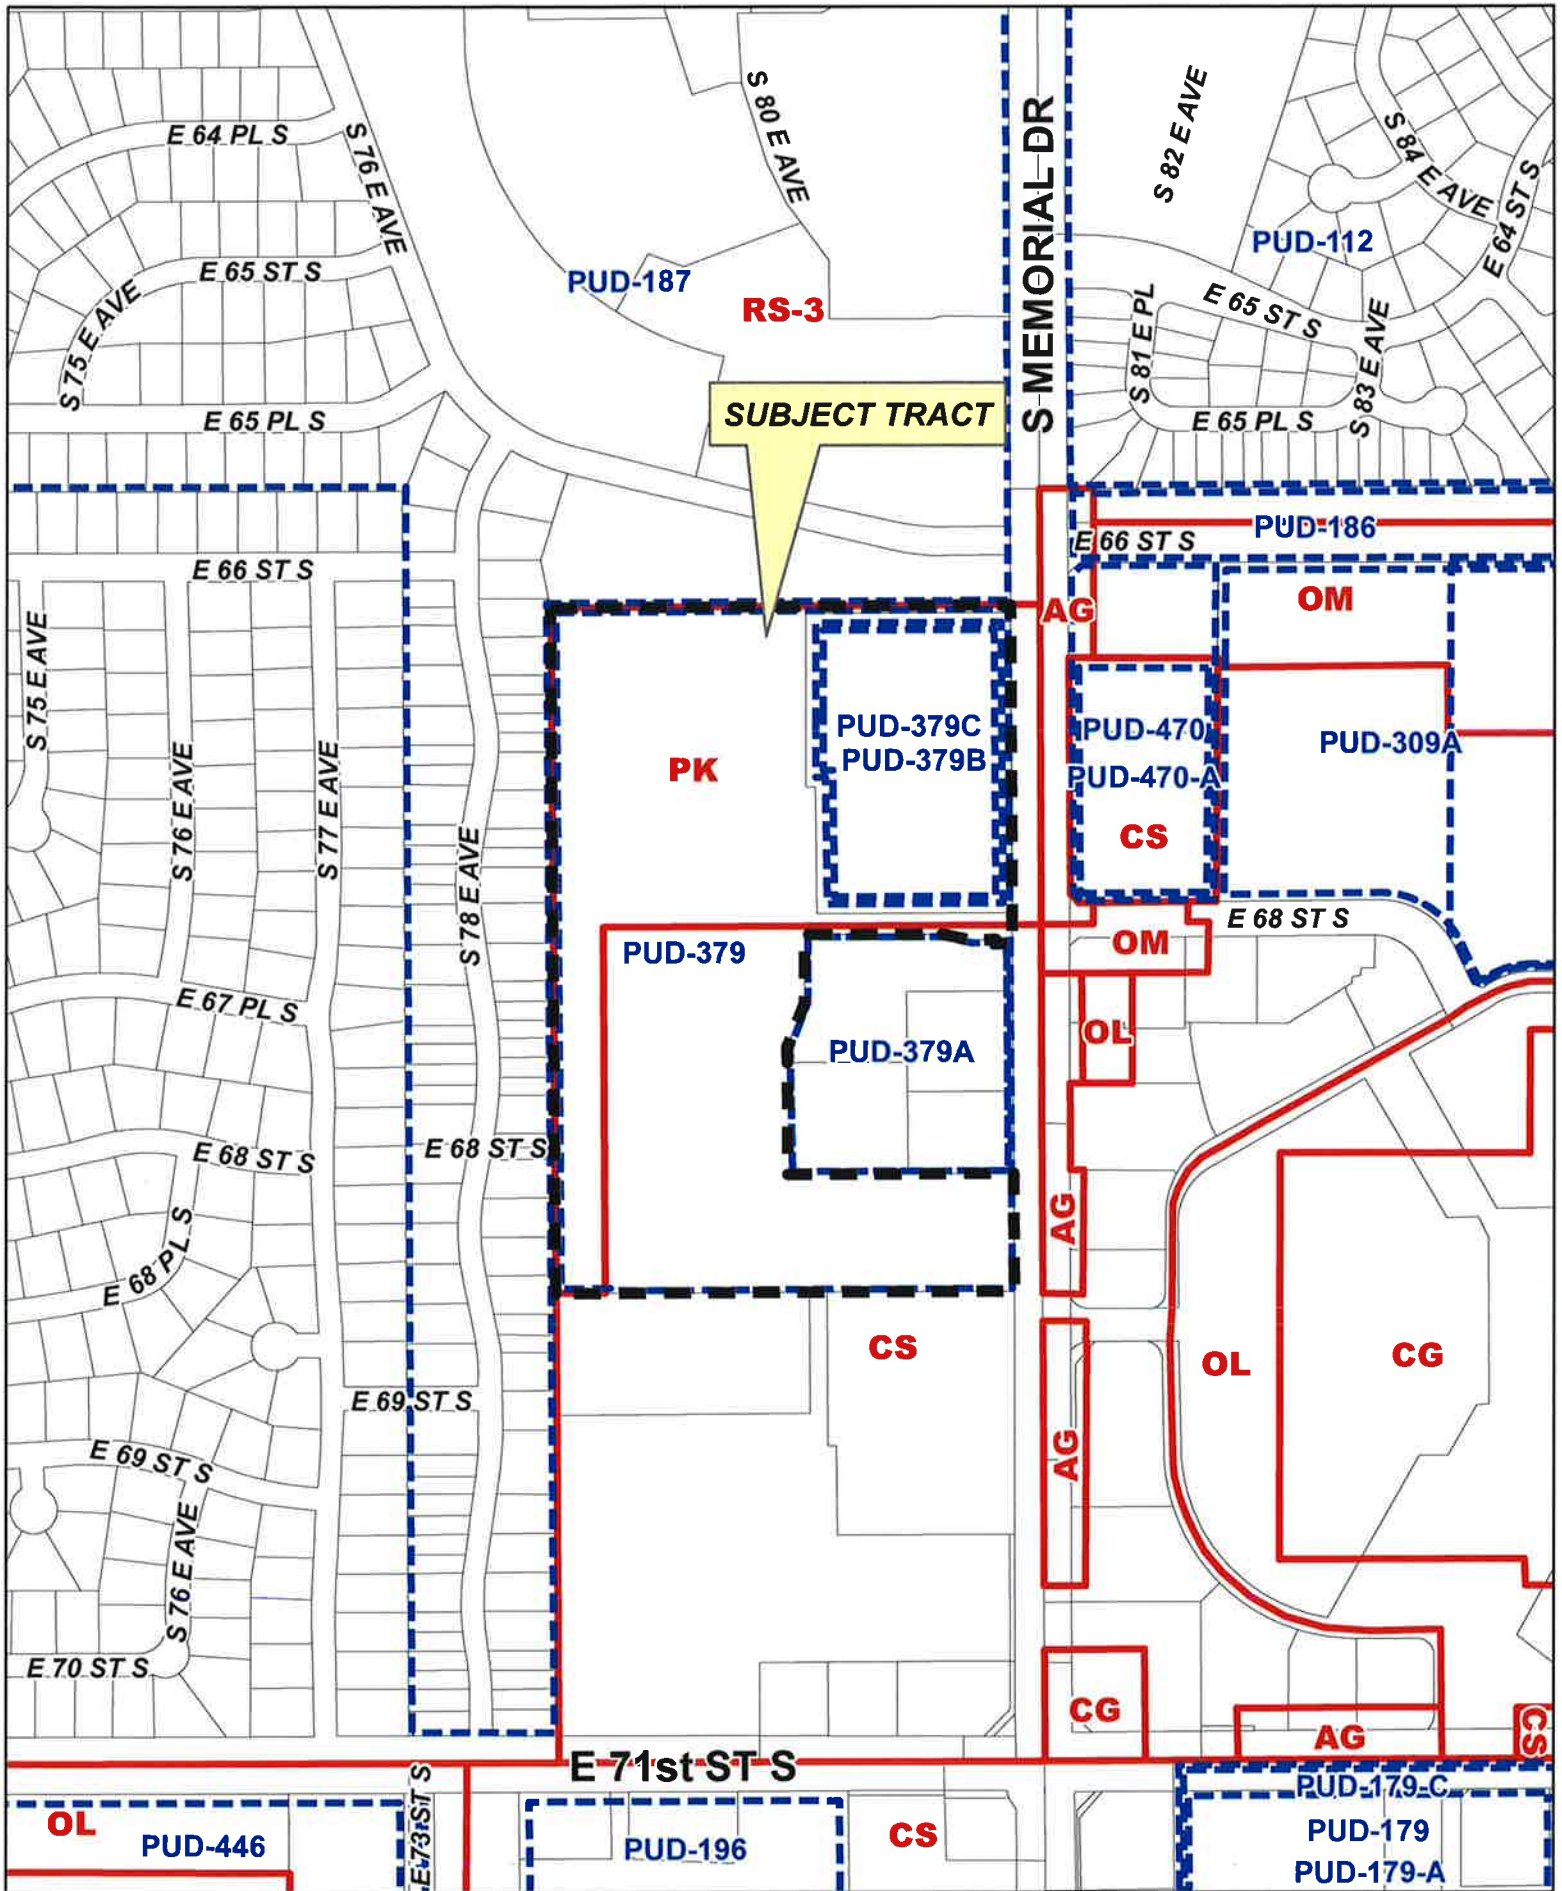 E 64 PL S
S 76 E AVE
S 80 E AVE
S MEMORIAL DR
S 82 E AVE
S 84 E AVE
E 64 ST S
PUD-112
E 65 ST S
S 75 E AVE
PUD-187
RS-3
E 65 ST S
S 81 E PL
S 83 E AVE
E 65 PL S
E 65 PL S
SUBJECT TRACT
PUD-186
E 66 ST S
E 66 ST S
OM
AG
S 75 E AVE
S 76 E AVE
S 77 E AVE
S 78 E AVE
PK
PUD-379C
PUD-379B
PUD-470
PUD-470-A
CS
PUD-309A
E 68 ST S
OM
PUD-379
E 67 PL S
OL
PUD-379A
E 68 ST S
E 68 ST S
AG
E 68 PL S
CS
OL
CG
E 69 ST S
AG
E 69 ST S
S 76 E AVE
E 70 ST S
CG
AG
CS
E 71st ST S
E 73 ST S
PUD-179-C
OL
PUD-446
PUD-196
CS
PUD-179
PUD-179-A